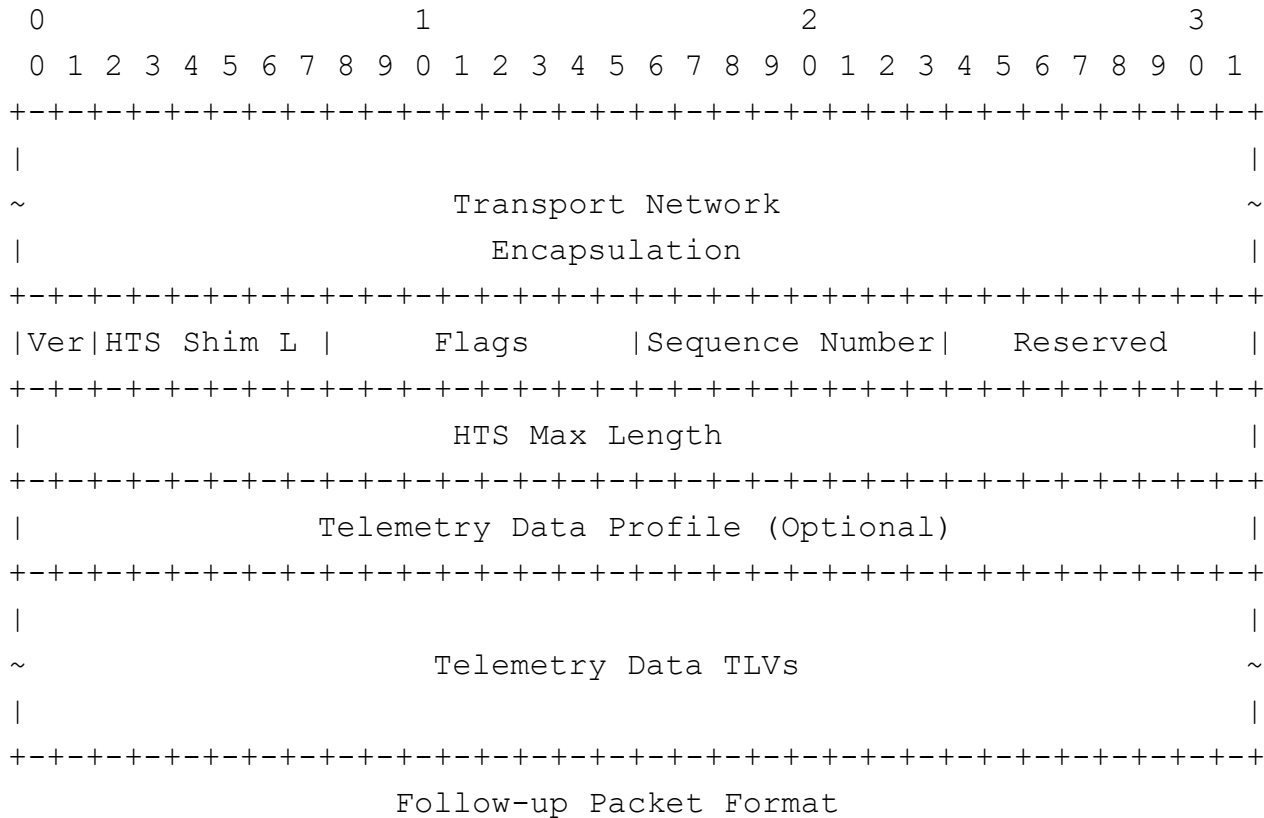 0                   1                   2                   3
 0 1 2 3 4 5 6 7 8 9 0 1 2 3 4 5 6 7 8 9 0 1 2 3 4 5 6 7 8 9 0 1
+-+-+-+-+-+-+-+-+-+-+-+-+-+-+-+-+-+-+-+-+-+-+-+-+-+-+-+-+-+-+-+-+
|                                                               |
~                      Transport Network                        ~
|                        Encapsulation                          |
+-+-+-+-+-+-+-+-+-+-+-+-+-+-+-+-+-+-+-+-+-+-+-+-+-+-+-+-+-+-+-+-+
|Ver|HTS Shim L |     Flags     |Sequence Number|   Reserved    |
+-+-+-+-+-+-+-+-+-+-+-+-+-+-+-+-+-+-+-+-+-+-+-+-+-+-+-+-+-+-+-+-+
|                      HTS Max Length                           |
+-+-+-+-+-+-+-+-+-+-+-+-+-+-+-+-+-+-+-+-+-+-+-+-+-+-+-+-+-+-+-+-+
|               Telemetry Data Profile (Optional)               |
+-+-+-+-+-+-+-+-+-+-+-+-+-+-+-+-+-+-+-+-+-+-+-+-+-+-+-+-+-+-+-+-+
|                                                               |
~                     Telemetry Data TLVs                       ~
|                                                               |
+-+-+-+-+-+-+-+-+-+-+-+-+-+-+-+-+-+-+-+-+-+-+-+-+-+-+-+-+-+-+-+-+
                    Follow-up Packet Format